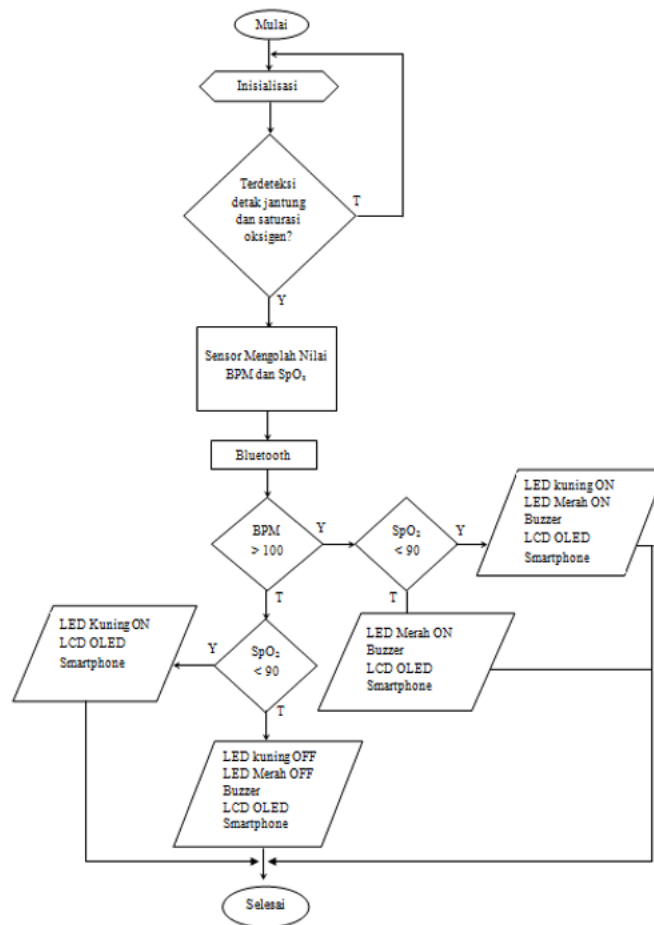 Mulai
Inisialisasi
Terdeteksi
detak jantung
dan saturasi
oksigen?
T
Y
Sensor Mengolah Nilai
BPM dan SpO₂
Bluetooth
BPM
> 100
Y
T
SpO₂
< 90
Y
T
LED kuning ON
LED Merah ON
Buzzer
LCD OLED
Smartphone
LED Merah ON
Buzzer
LCD OLED
Smartphone
SpO₂
< 90
Y
T
LED Kuning ON
LCD OLED
Smartphone
LED kuning OFF
LED Merah OFF
Buzzer
LCD OLED
Smartphone
Selesai